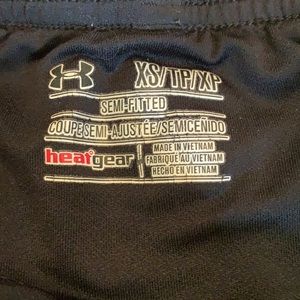 XS/TP/XP
SEMI-FITTED
COUPE SEMI-AJUSTÉE/SEMICEÑIDO
heatgear
MADE IN VIETNAM
FABRIQUÉ AU VIETNAM
HECHO EN VIETNAM